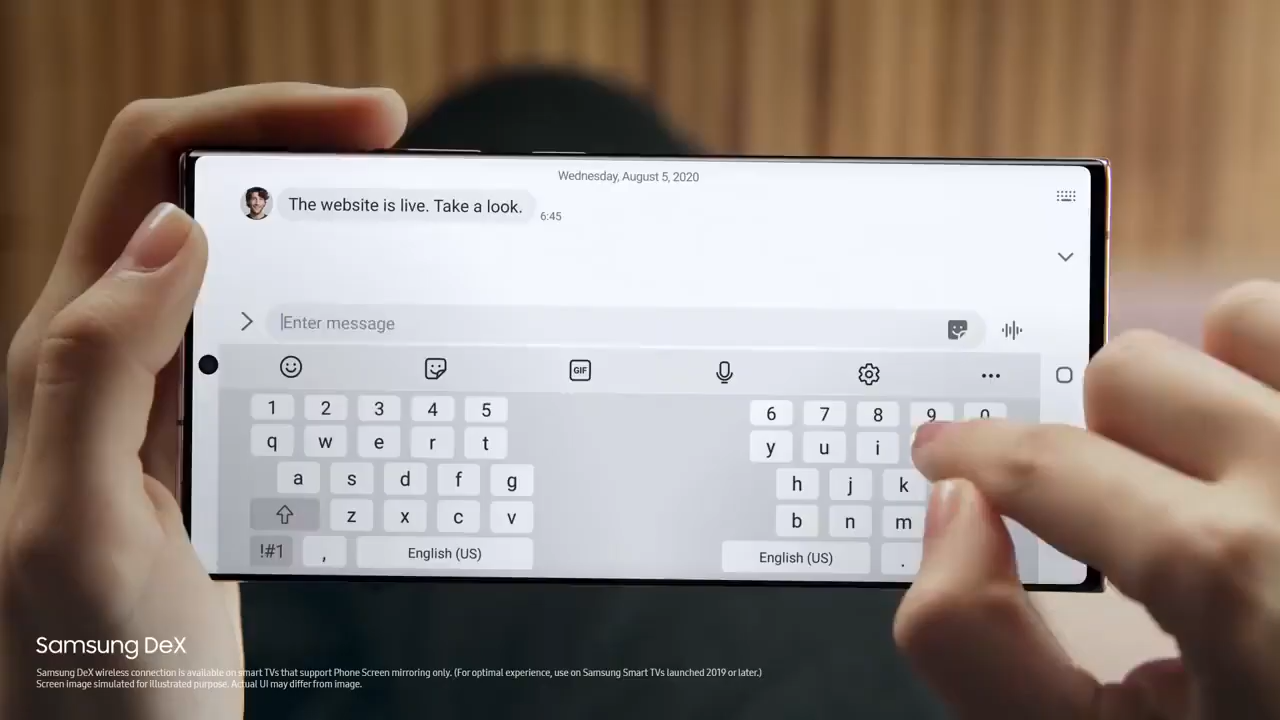 Wednesday, August 5, 2020
The website is live. Take a look.
6:45
Enter message
GIF
1 2 3 4 5 6 7 8 9 0
q w e r t y u i
a s d f g h j k
z x c v b n m
!#1 , English (US) English (US) .
Samsung DeX
Samsung DeX wireless connection is available on smart TVs that support Phone Screen mirroring only. (For optimal experience, use on Samsung Smart TVs launched 2019 or later.)
Screen image simulated for illustrated purpose. Actual UI may differ from image.